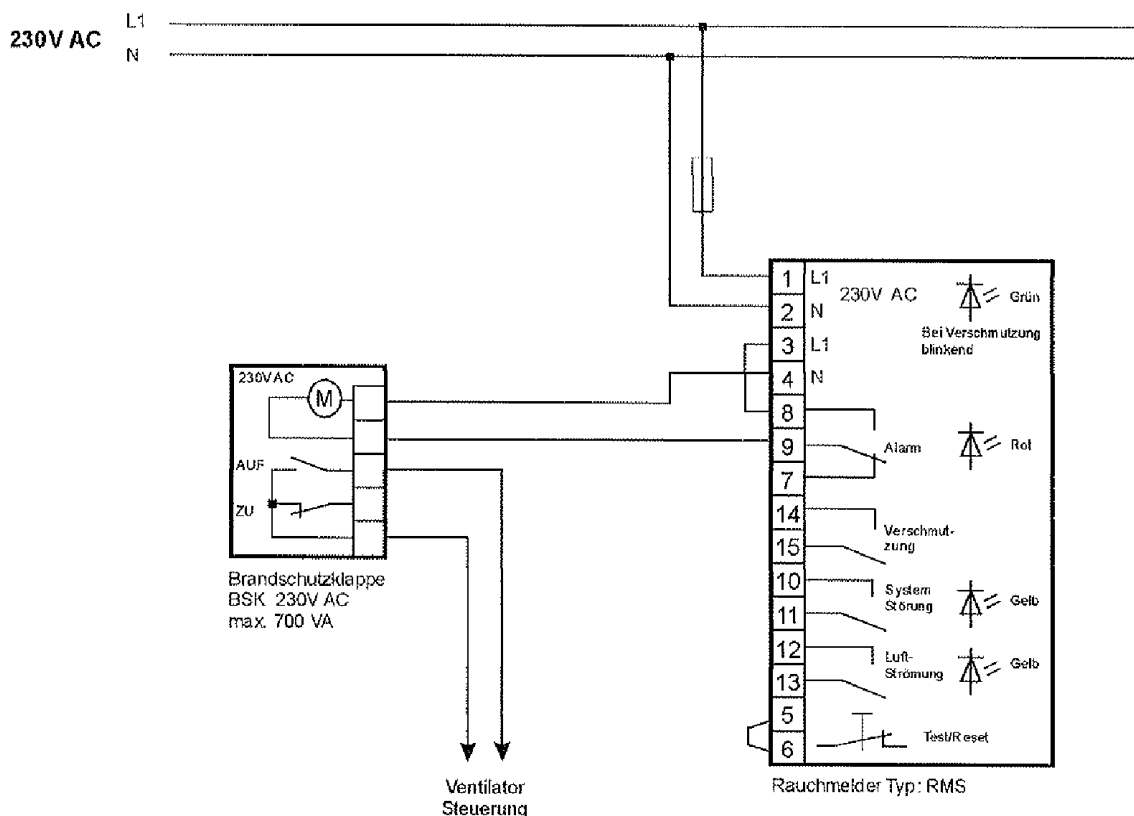 L1
230V AC
N
1 L1
230V AC
Grün
2 N
Bei Verschmutzung
blinkend
3 L1
4 N
8
9
Alarm
Rot
7
14
Verschmut-
zung
15
10
System
Störung
Gelb
11
12
Luft-
Strömung
Gelb
13
5
Test/Reset
6
Rauchmelder Typ: RMS
230VAC
M
AUF
ZU
Brandschutzklappe
BSK 230V AC
max. 700 VA
Ventilator
Steuerung